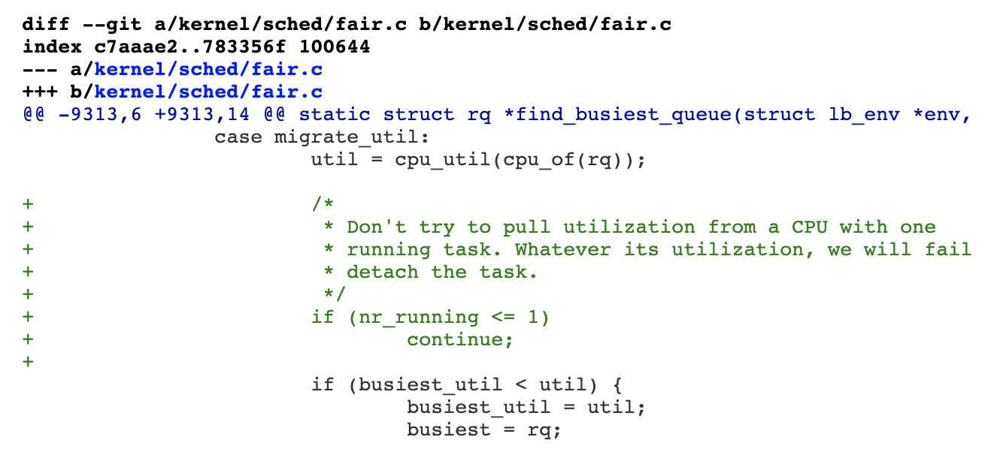 diff --git a/kernel/sched/fair.c b/kernel/sched/fair.c
index c7aaae2..783356f 100644
--- a/kernel/sched/fair.c
+++ b/kernel/sched/fair.c
@@ -9313,6 +9313,14 @@ static struct rq *find_busiest_queue(struct lb_env *env,
 		case migrate_util:
 			util = cpu_util(cpu_of(rq));
 
+			/*
+			 * Don't try to pull utilization from a CPU with one
+			 * running task. Whatever its utilization, we will fail
+			 * detach the task.
+			 */
+			if (nr_running <= 1)
+				continue;
+
 			if (busiest_util < util) {
 				busiest_util = util;
 				busiest = rq;